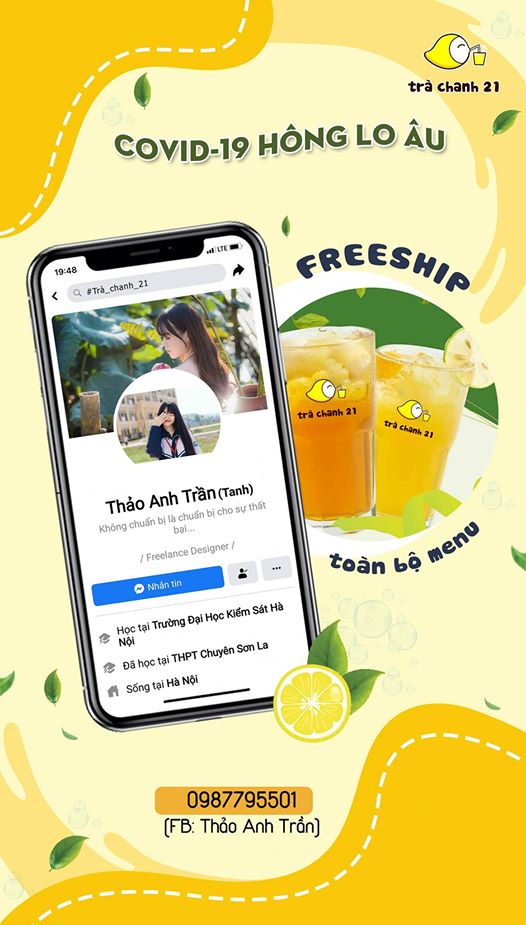 trà chanh 21
COVID-19 HÔNG LO ÂU
19:48
LTE
#Trà_chanh_21
FREESHIP
trà chanh 21
trà chanh 21
Thảo Anh Trần (Tanh)
Không chuẩn bị là chuẩn bị cho sự thất
bại...
/ Freelance Designer /
Nhắn tin
toàn bộ menu
Học tại Trường Đại Học Kiểm Sát Hà
Nội
Đã học tại THPT Chuyên Sơn La
Sống tại Hà Nội
0987795501
(FB: Thảo Anh Trần)